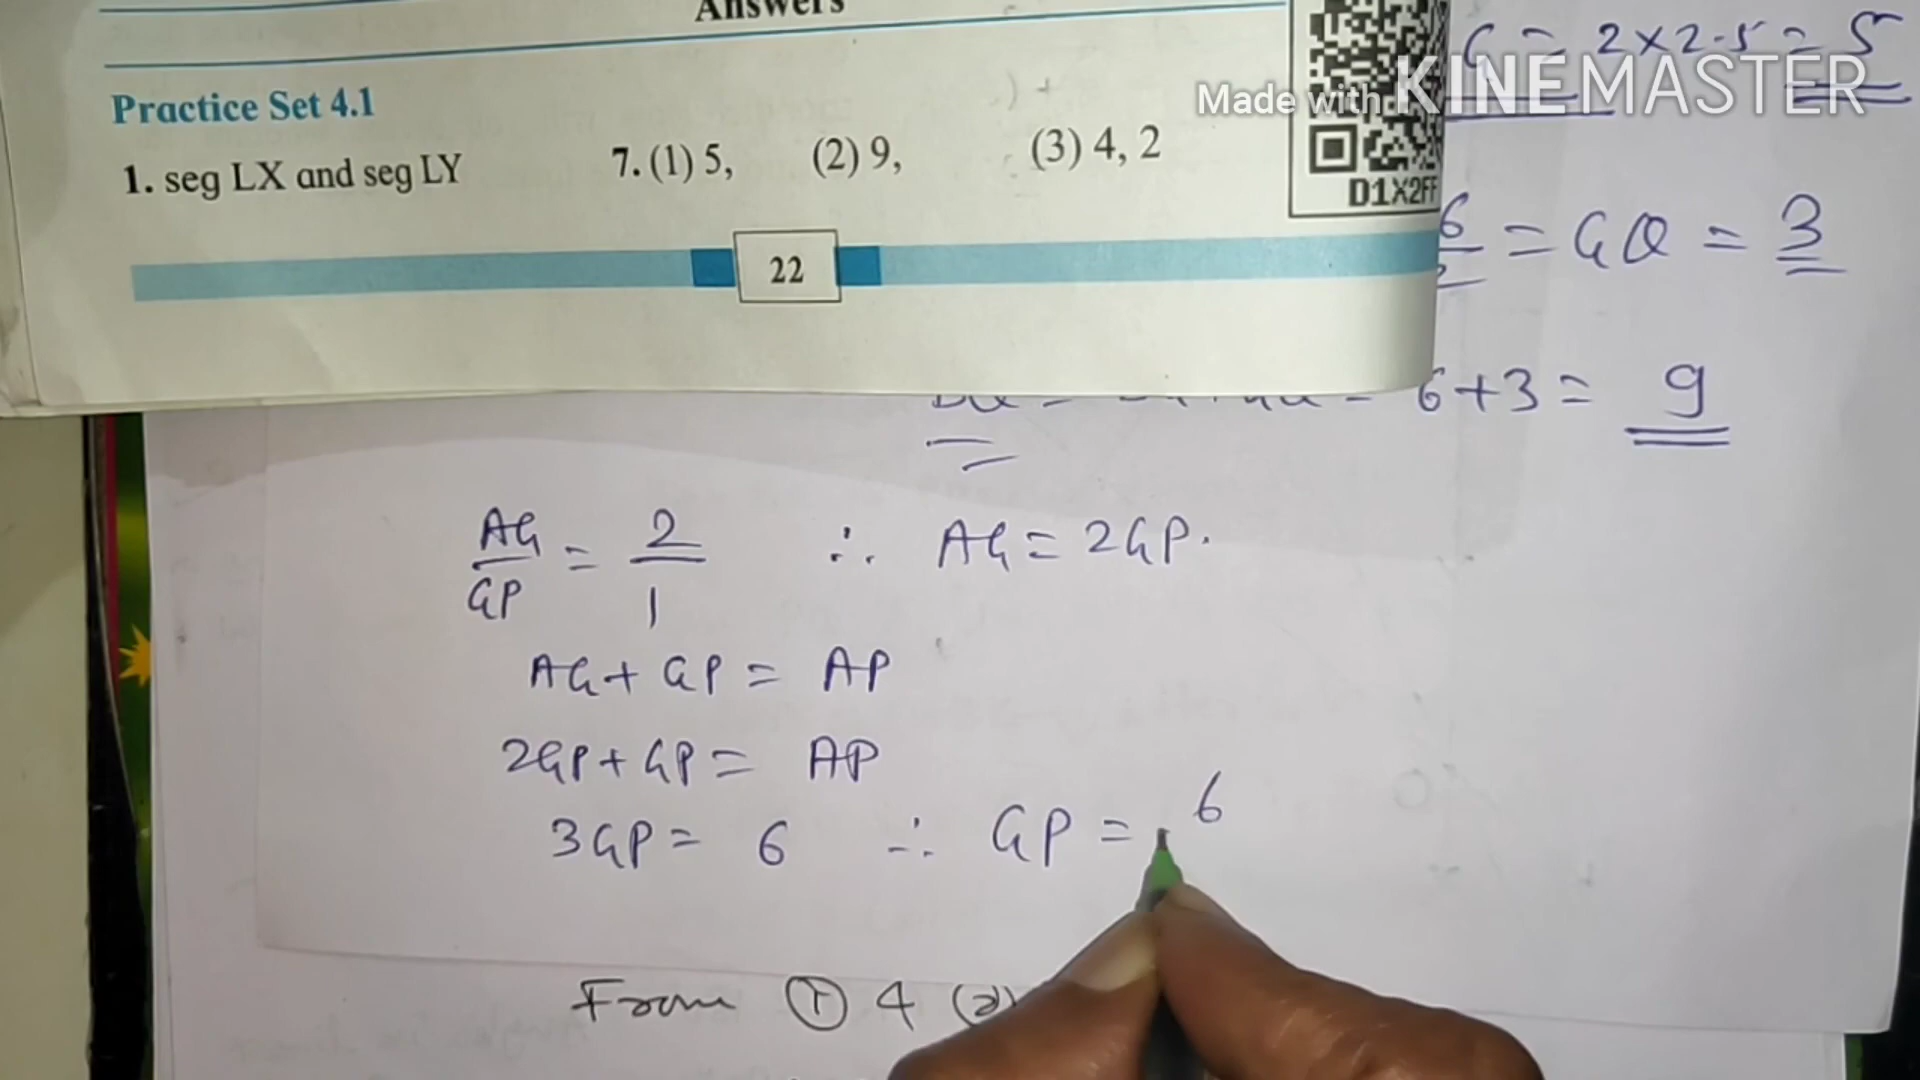 Answers
Practice Set 4.1
1. seg LX and seg LY 7. (1) 5, (2) 9, (3) 4, 2
D1X2FF
22
Made with KINEMASTER
G = 2 × 2.5 = 5
6 = GQ = 3
6 + 3 = 9
AG/GP = 2/1 ∴ AG = 2GP.
AG + GP = AP
2GP + GP = AP
3GP = 6 ∴ GP = 6
From ① 4 (2)